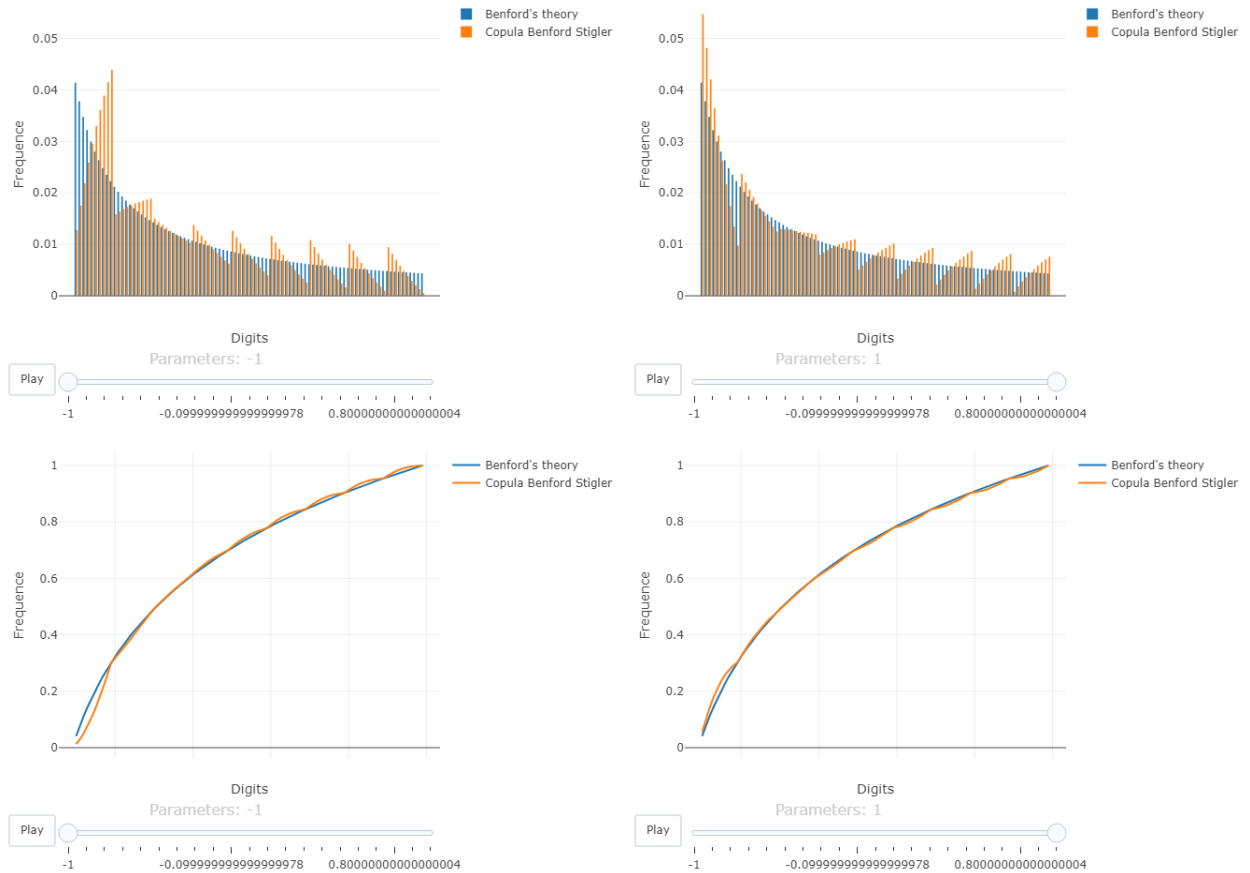 Benford's theory
Copula Benford Stigler
0.05
0.04
0.03
0.02
0.01
0
Frequence
Digits
Parameters: -1
Play
-1
-0.09999999999999978
0.8000000000000004
Benford's theory
Copula Benford Stigler
0.05
0.04
0.03
0.02
0.01
0
Frequence
Digits
Parameters: 1
Play
-1
-0.09999999999999978
0.8000000000000004
Benford's theory
Copula Benford Stigler
1
0.8
0.6
0.4
0.2
0
Frequence
Digits
Parameters: -1
Play
-1
-0.09999999999999978
0.8000000000000004
Benford's theory
Copula Benford Stigler
1
0.8
0.6
0.4
0.2
0
Frequence
Digits
Parameters: 1
Play
-1
-0.09999999999999978
0.8000000000000004